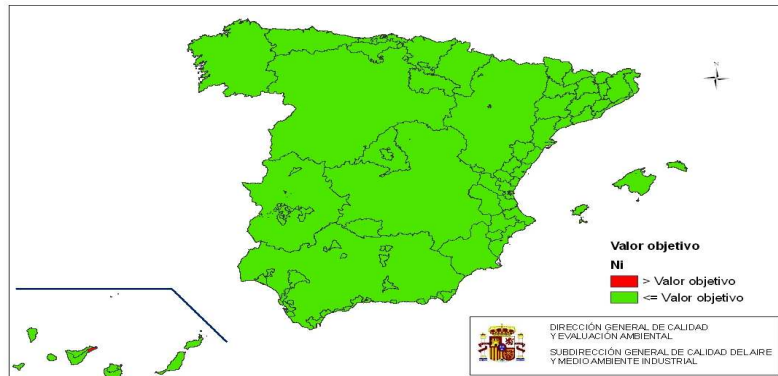 Valor objetivo
Ni
> Valor objetivo
<= Valor objetivo
DIRECCIÓN GENERAL DE CALIDAD
Y EVALUACIÓN AMBIENTAL
SUBDIRECCIÓN GENERAL DE CALIDAD DEL AIRE
Y MEDIO AMBIENTE INDUSTRIAL